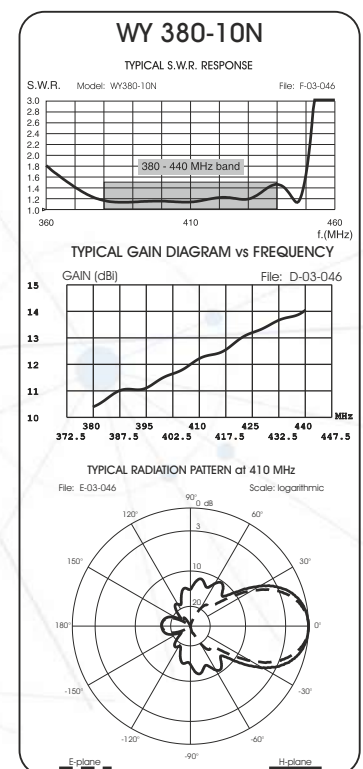 WY 380-10N
TYPICAL S.W.R. RESPONSE
S.W.R. Model: WY380-10N File: F-03-046
3.0
2.8
2.6
2.4
2.2
2.0
1.8
1.6
1.4
1.2
1.0
380 - 440 MHz band
360 410 460
f.(MHz)
TYPICAL GAIN DIAGRAM vs FREQUENCY
GAIN (dBi) File: D-03-046
15
14
13
12
11
10
MHz
380 395 410 425 440
372.5 387.5 402.5 417.5 432.5 447.5
TYPICAL RADIATION PATTERN at 410 MHz
File: E-03-046 Scale: logarithmic
90°
0 dB
120° 60°
3
150° 30°
10
20
180° 0°
-150° -30°
-120° -60°
-90°
E-plane H-plane